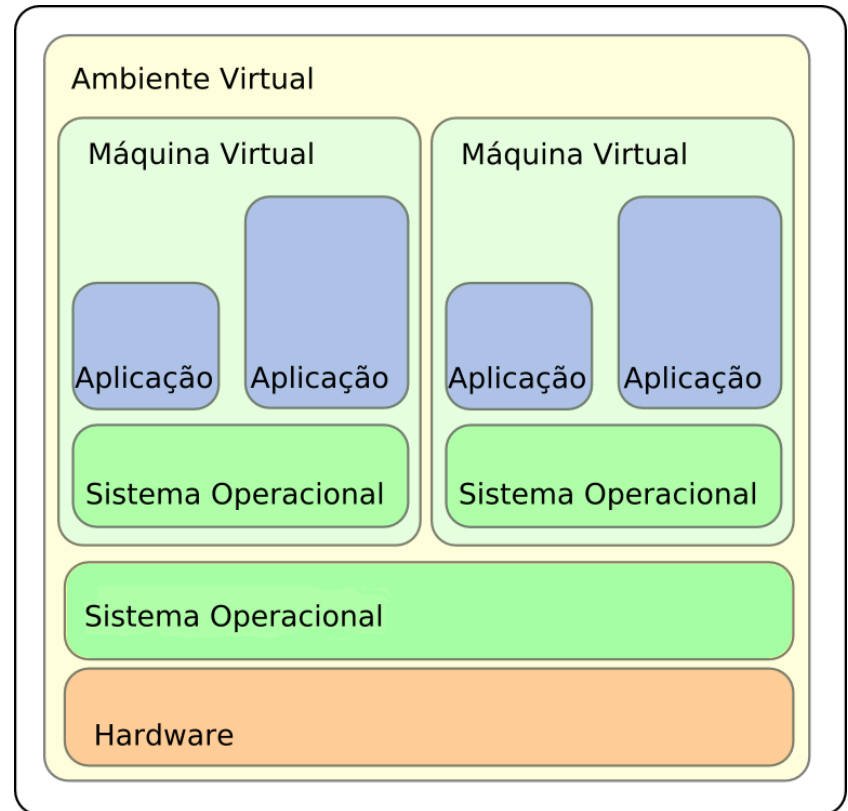 Ambiente Virtual
Máquina Virtual
Aplicação
Aplicação
Sistema Operacional
Máquina Virtual
Aplicação
Aplicação
Sistema Operacional
Sistema Operacional
Hardware